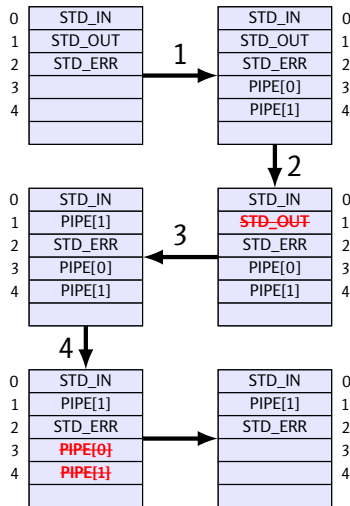 0 STD_IN STD_IN 0
1 STD_OUT STD_OUT 1
2 STD_ERR 1 STD_ERR 2
3 PIPE[0] 3
4 PIPE[1] 4
2
0 STD_IN STD_IN 0
1 PIPE[1] STD_OUT 1
2 STD_ERR 3 STD_ERR 2
3 PIPE[0] PIPE[0] 3
4 PIPE[1] PIPE[1] 4
4
0 STD_IN STD_IN 0
1 PIPE[1] PIPE[1] 1
2 STD_ERR STD_ERR 2
3 PIPE[0] 3
4 PIPE[1] 4